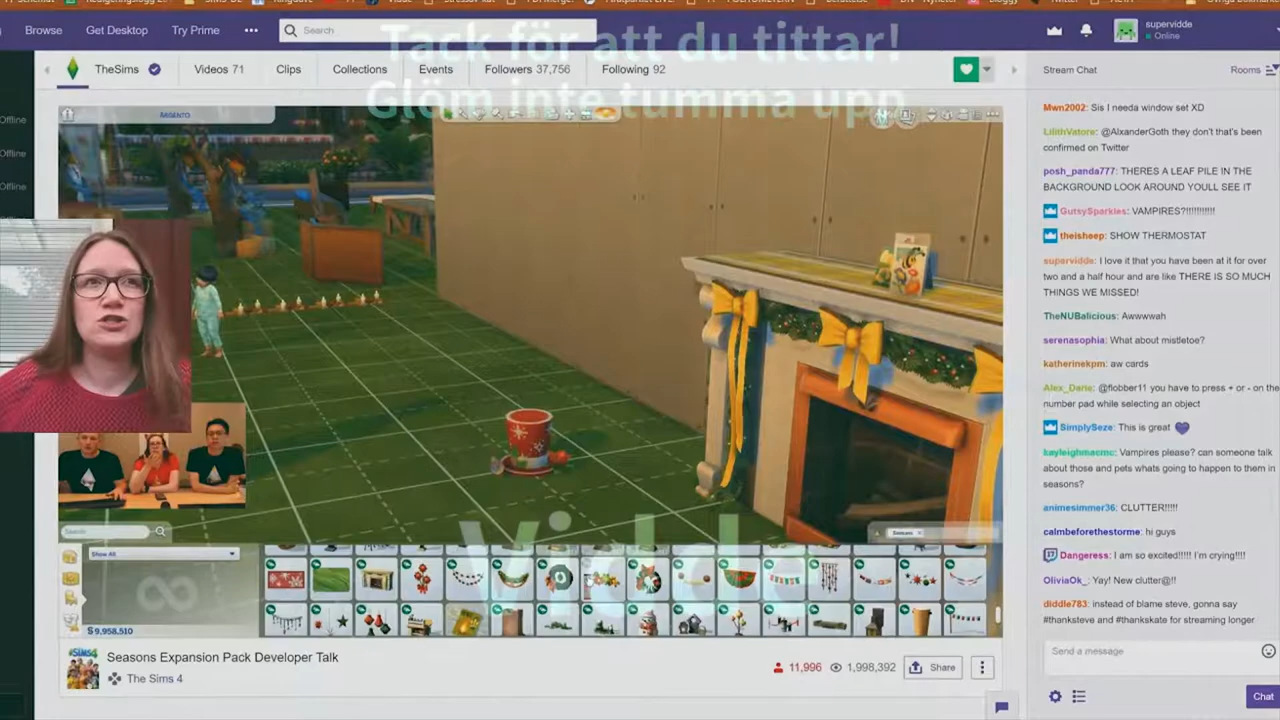 Browse
Get Desktop
Try Prime
•••
Search
supervidde
Online
Tack för att du tittar!
Glöm inte tumma upp
TheSims
Videos 71
Clips
Collections
Events
Followers 37,756
Following 92
Stream Chat
Rooms
Offline
Offline
Offline
Mwn2002: Sis I needa window set XD
LilithVatore: @AlxanderGoth they don't that's been
confirmed on Twitter
posh_panda777: THERES A LEAF PILE IN THE
BACKGROUND LOOK AROUND YOULL SEE IT
GutsySparkles: VAMPIRES?!!!!!!!!!!!
theisheep: SHOW THERMOSTAT
supervidde: I love it that you have been at it for over
two and a half hour and are like THERE IS SO MUCH
THINGS WE MISSED!
TheNUBalicious: Awwwwah
serenasophia: What about mistletoe?
katherinekpm: aw cards
Alex_Darie: @flobber11 you have to press + or - on the
number pad while selecting an object
SimplySeze: This is great
kayleighmacmc: Vampires please? can someone talk
about those and pets whats going to happen to them in
seasons?
animesimmer36: CLUTTER!!!!!
calmbeforethestorme: hi guys
Dangeress: I am so excited!!!!! I'm crying!!!!
OliviaOk_: Yay! New clutter@!!
diddle783: instead of blame steve, gonna say
#thanksteve and #thankskate for streaming longer
Send a message
Chat
Vidde
Search
Show All
§9,958,510
Seasons Expansion Pack Developer Talk
The Sims 4
11,996
1,998,392
Share